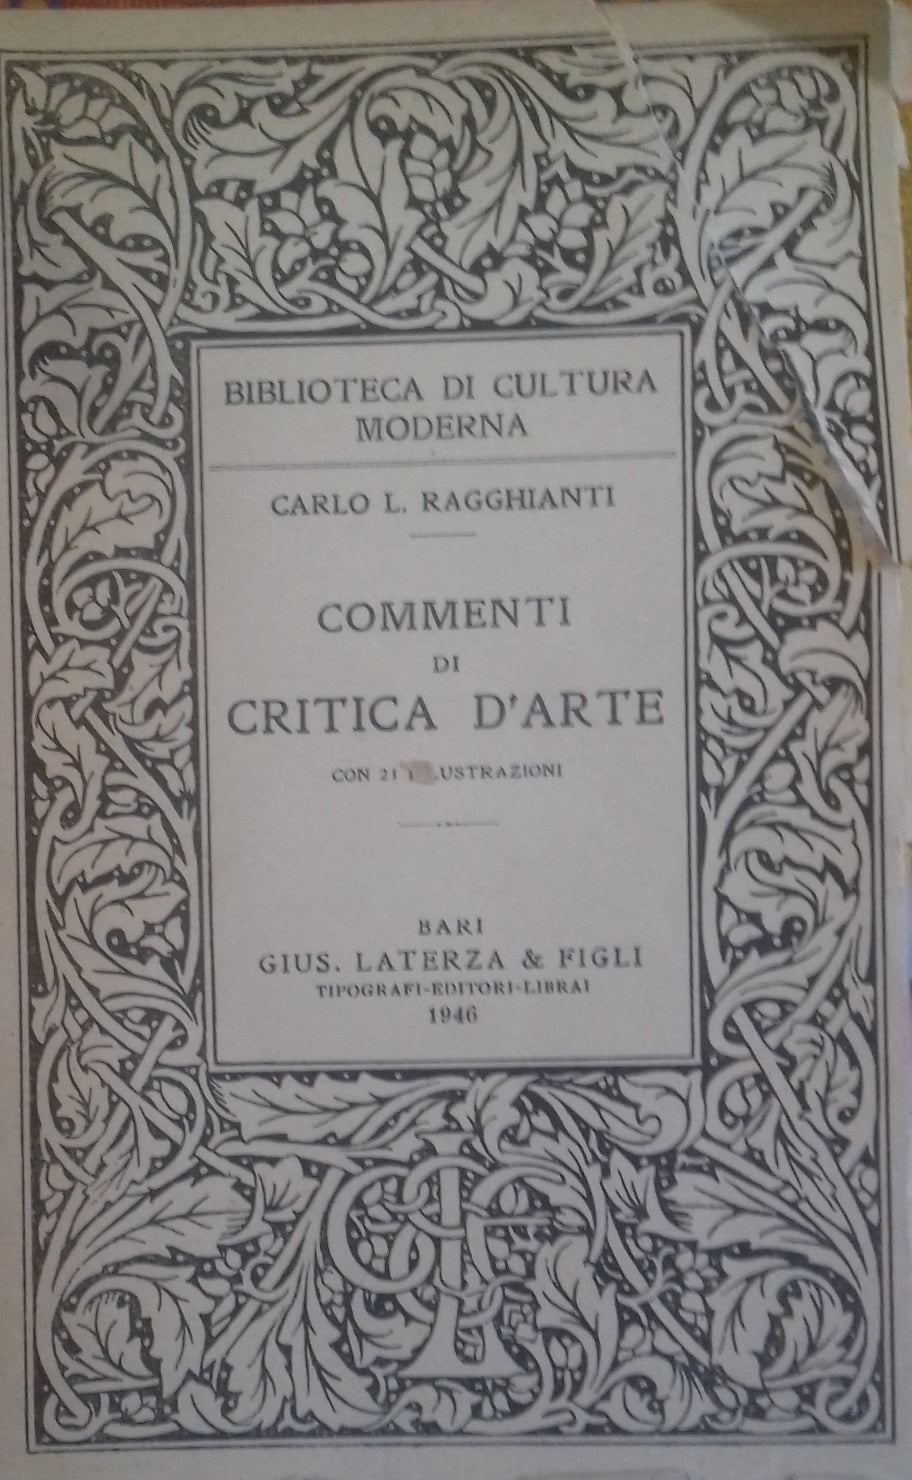 BIBLIOTECA DI CULTURA
MODERNA
CARLO L. RAGGHIANTI
COMMENTI
DI
CRITICA D'ARTE
CON 21 ILLUSTRAZIONI
BARI
GIUS. LATERZA & FIGLI
TIPOGRAFI-EDITORI-LIBRAI
1946